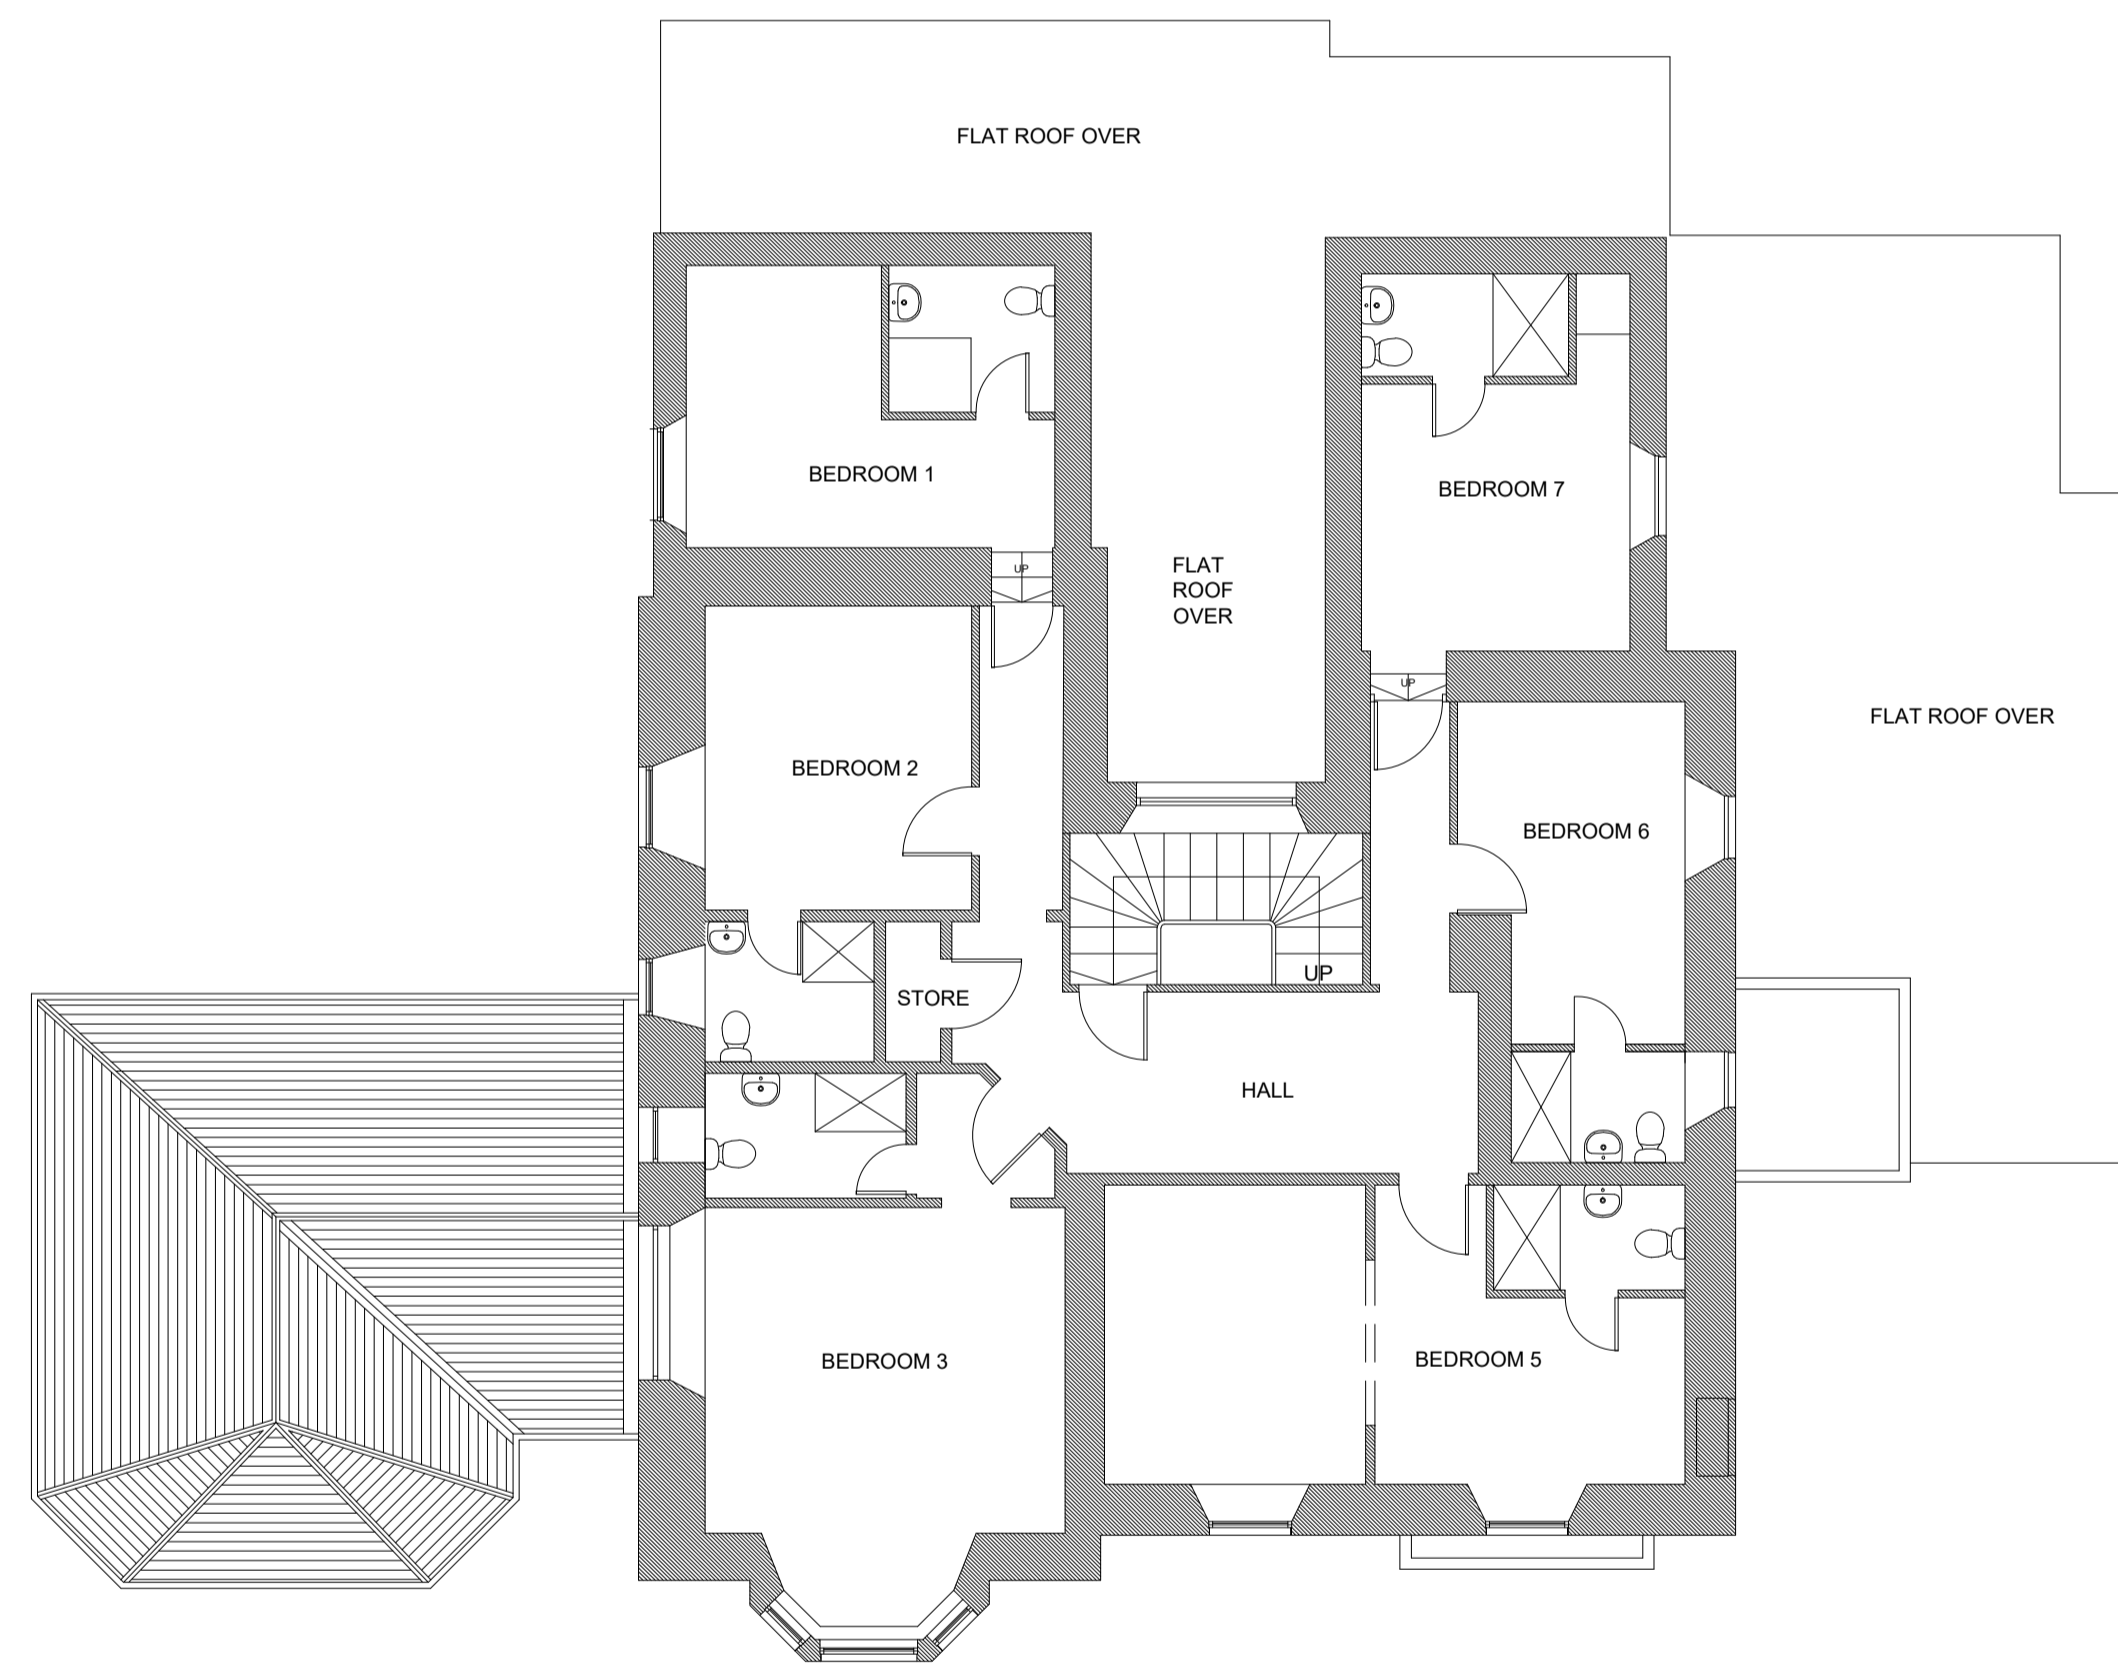 FLAT ROOF OVER
BEDROOM 1
BEDROOM 7
FLAT
ROOF
OVER
UP
UP
FLAT ROOF OVER
BEDROOM 2
BEDROOM 6
UP
STORE
HALL
BEDROOM 3
BEDROOM 5